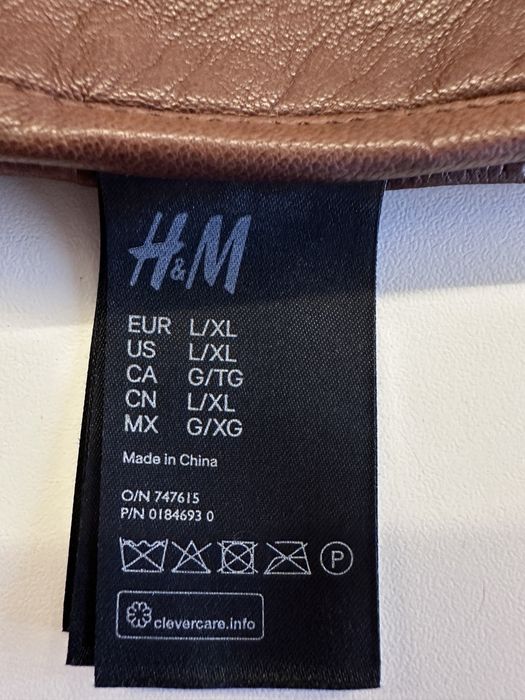 H&M
EUR L/XL
US L/XL
CA G/TG
CN L/XL
MX G/XG
Made in China
O/N 747615
P/N 0184693 0
P
clevercare.info